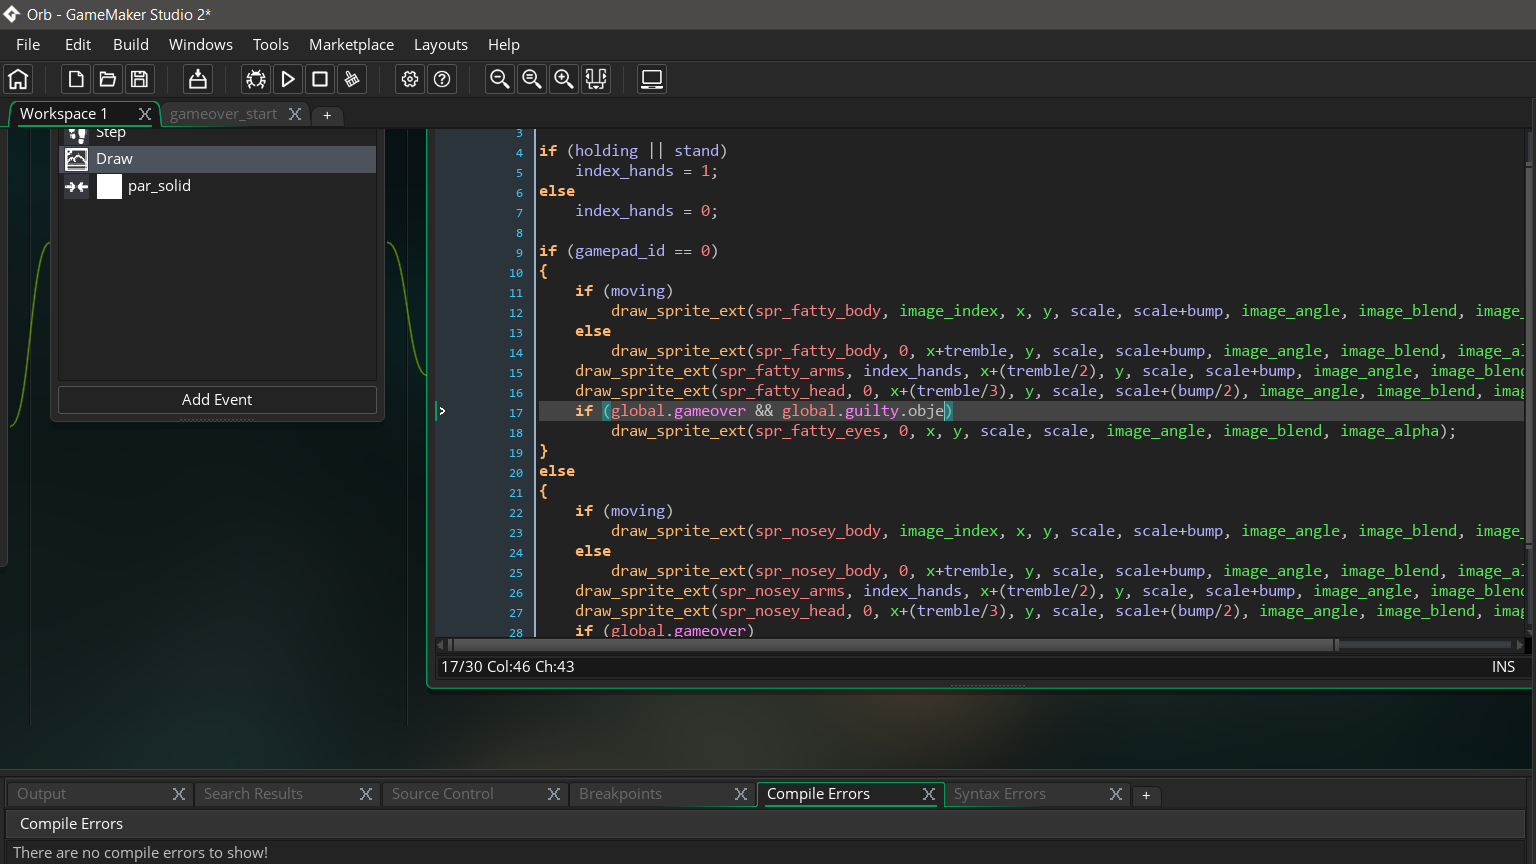 Orb - GameMaker Studio 2*
File Edit Build Windows Tools Marketplace Layouts Help
Workspace 1 gameover_start +
Step
Draw
par_solid
Add Event
3
4 if (holding || stand)
5 index_hands = 1;
6 else
7 index_hands = 0;
8
9 if (gamepad_id == 0)
10 {
11 if (moving)
12 draw_sprite_ext(spr_fatty_body, image_index, x, y, scale, scale+bump, image_angle, image_blend, image_
13 else
14 draw_sprite_ext(spr_fatty_body, 0, x+tremble, y, scale, scale+bump, image_angle, image_blend, image_al
15 draw_sprite_ext(spr_fatty_arms, index_hands, x+(tremble/2), y, scale, scale+bump, image_angle, image_blend
16 draw_sprite_ext(spr_fatty_head, 0, x+(tremble/3), y, scale, scale+(bump/2), image_angle, image_blend, imag
17 if (global.gameover && global.guilty.obje)
18 draw_sprite_ext(spr_fatty_eyes, 0, x, y, scale, scale, image_angle, image_blend, image_alpha);
19 }
20 else
21 {
22 if (moving)
23 draw_sprite_ext(spr_nosey_body, image_index, x, y, scale, scale+bump, image_angle, image_blend, image_
24 else
25 draw_sprite_ext(spr_nosey_body, 0, x+tremble, y, scale, scale+bump, image_angle, image_blend, image_al
26 draw_sprite_ext(spr_nosey_arms, index_hands, x+(tremble/2), y, scale, scale+bump, image_angle, image_blend
27 draw_sprite_ext(spr_nosey_head, 0, x+(tremble/3), y, scale, scale+(bump/2), image_angle, image_blend, imag
28 if (global.gameover)
17/30 Col:46 Ch:43 INS
Output Search Results Source Control Breakpoints Compile Errors Syntax Errors +
Compile Errors
There are no compile errors to show!